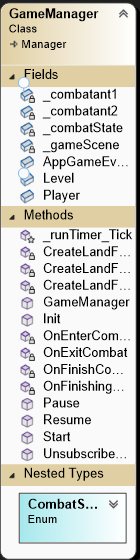 GameManager
Class
Manager
Fields
_combatant1
_combatant2
_combatState
_gameScene
AppGameEv...
Level
Player
Methods
_runTimer_Tick
CreateLandF...
CreateLandF...
CreateLandF...
GameManager
Init
OnEnterCom...
OnExitCombat
OnFinishCo...
OnFinishing...
Pause
Resume
Start
Unsubscribe...
Nested Types
CombatS...
Enum